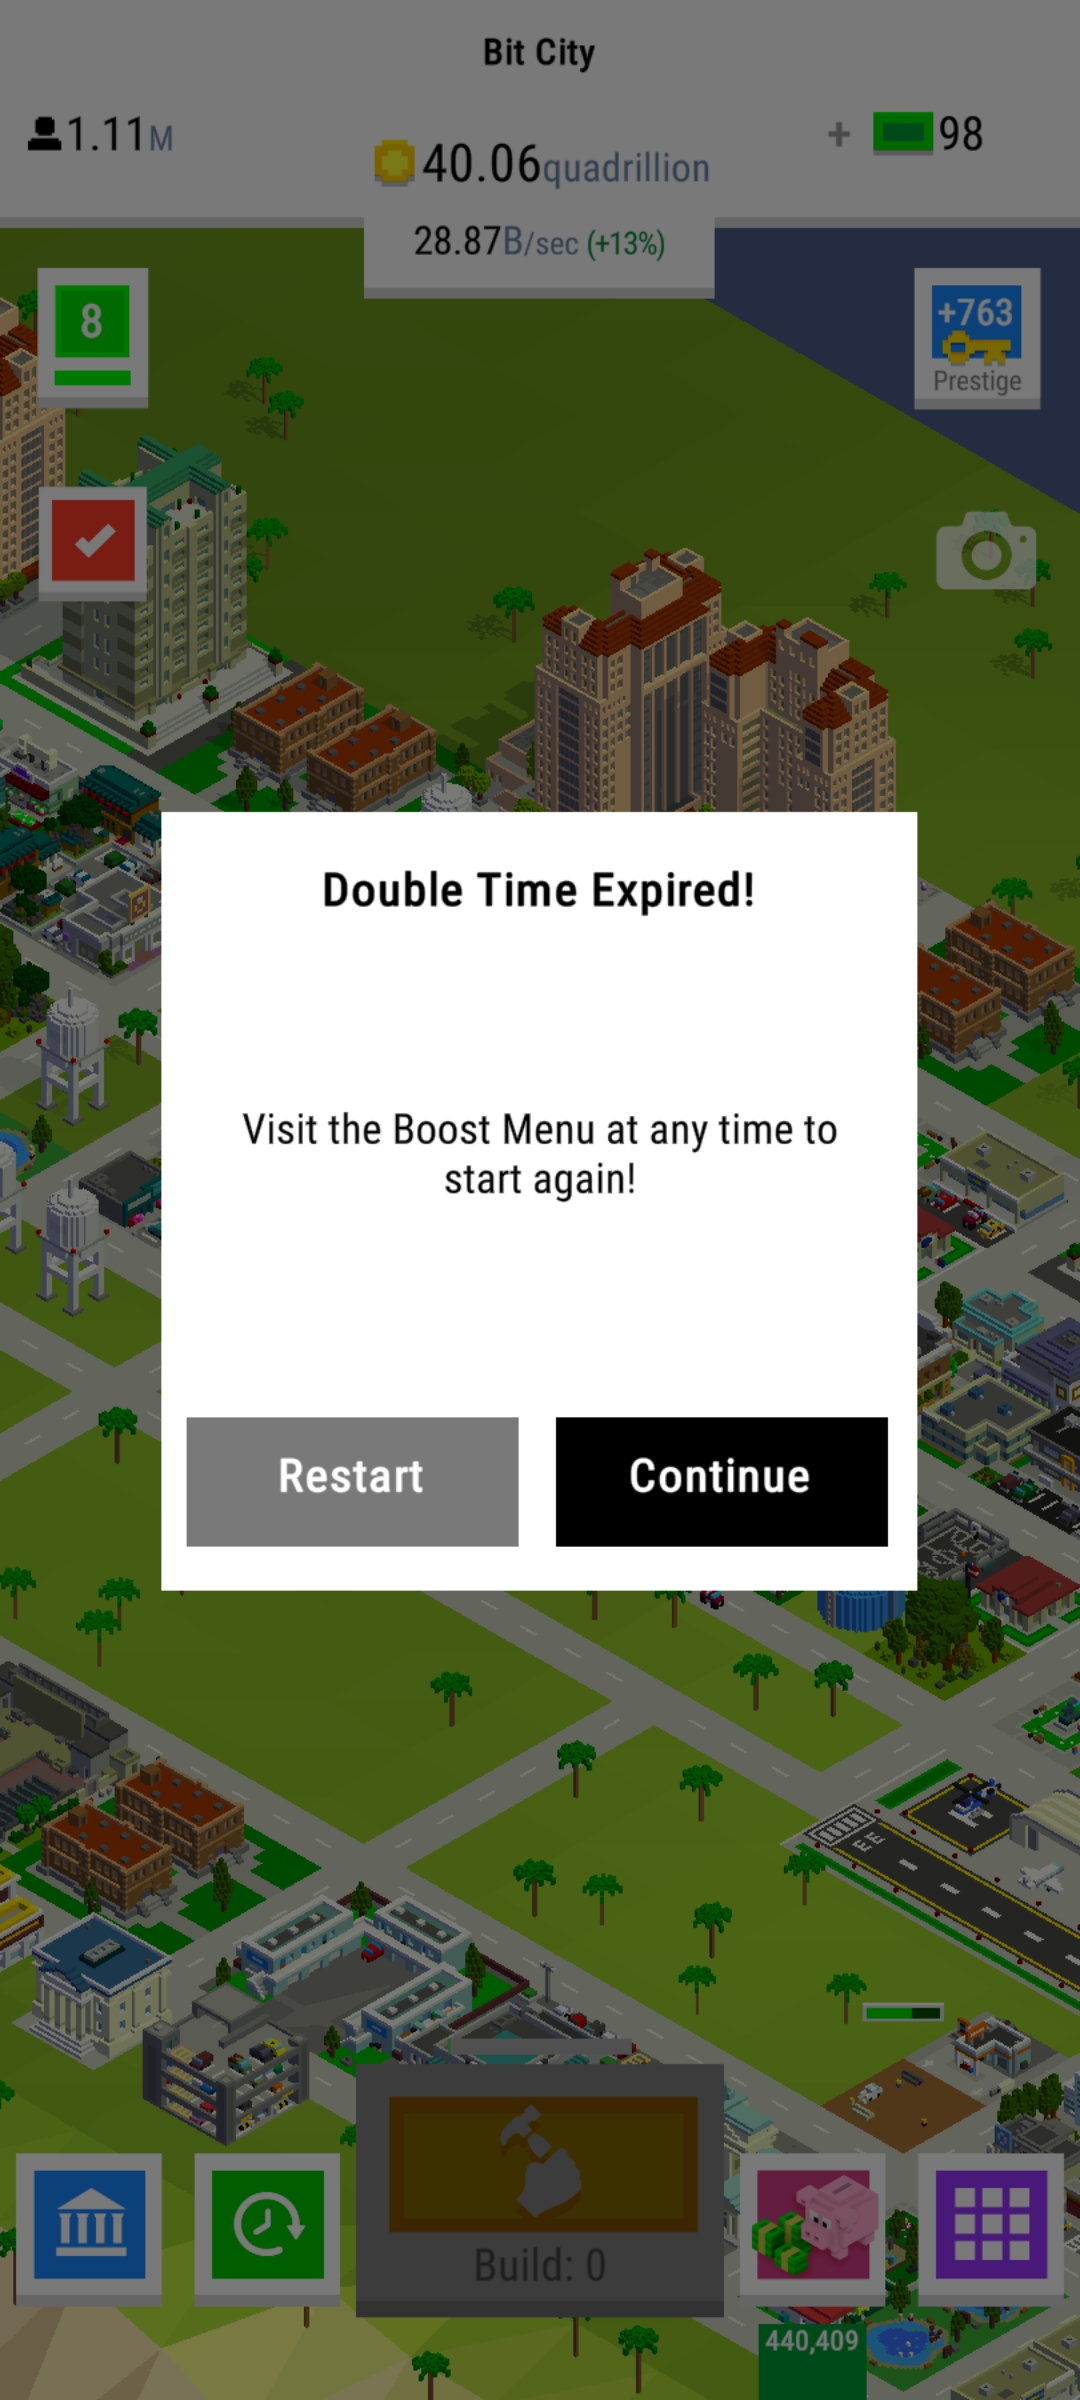 Bit City
1.11M
40.06quadrillion
+ 98
28.87B/sec (+13%)
8
+763
Prestige
Double Time Expired!
Visit the Boost Menu at any time to
start again!
Restart
Continue
Build: 0
440,409